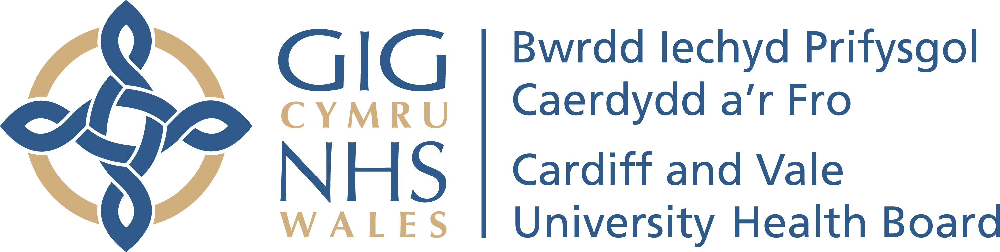 GIG
CYMRU
NHS
WALES
Bwrdd Iechyd Prifysgol
Caerdydd a’r Fro
Cardiff and Vale
University Health Board